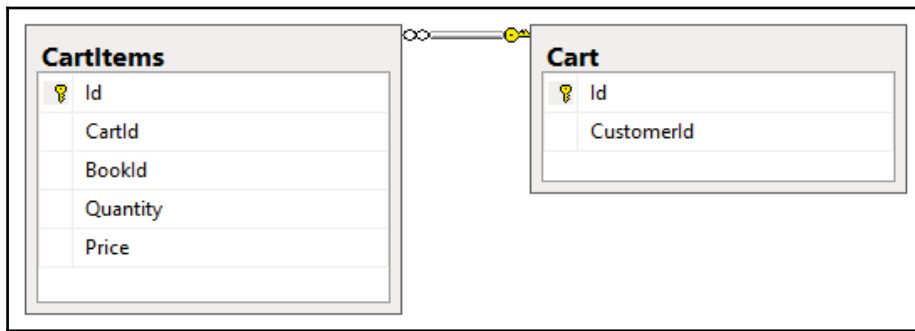 CartItems
Id
CartId
BookId
Quantity
Price
Cart
Id
CustomerId